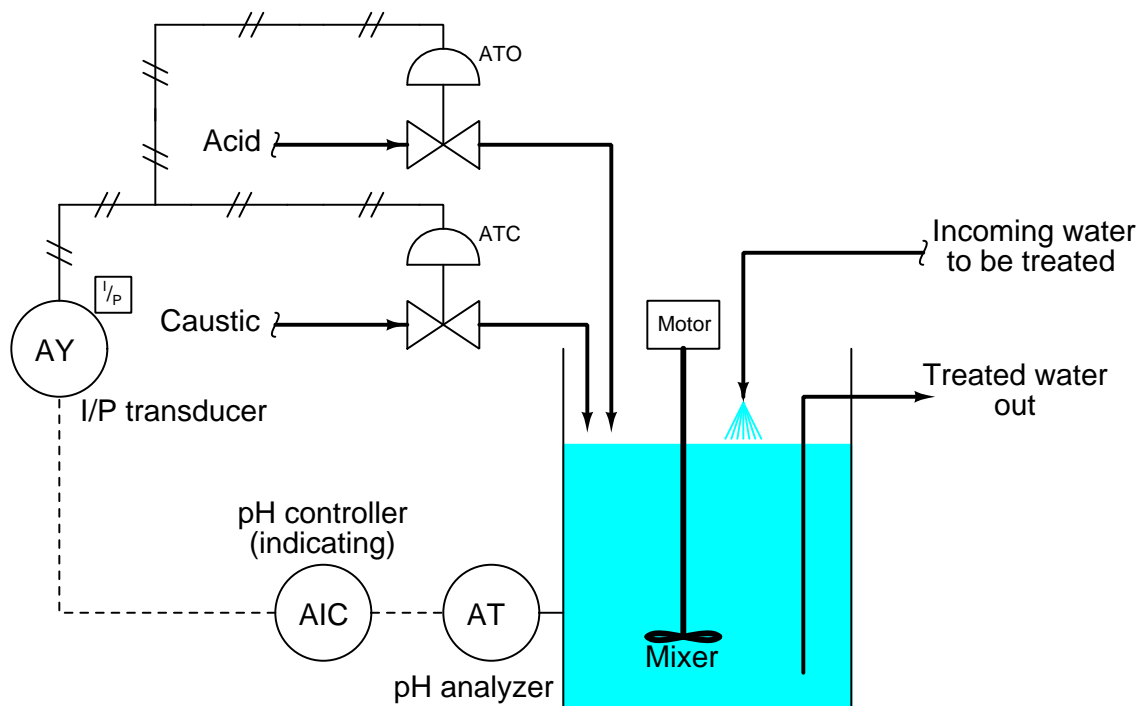 ATO
Acid
ATC
Incoming water
to be treated
I/P
Caustic
Motor
AY
Treated water
out
I/P transducer
pH controller
(indicating)
AIC
AT
Mixer
pH analyzer